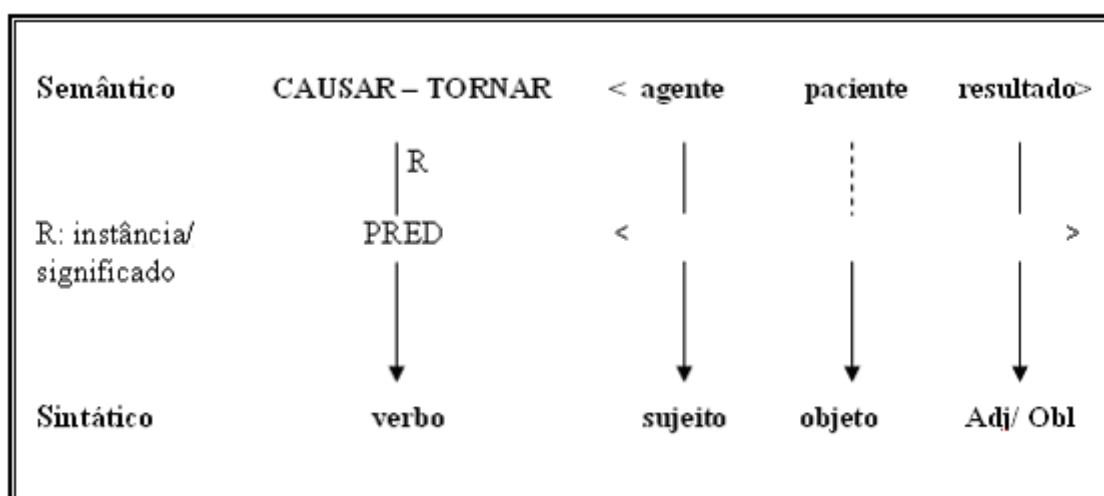 Semântico CAUSAR – TORNAR < agente paciente resultado>
R
R: instância/ PRED < >
significado
Sintático verbo sujeito objeto Adj/ Obl